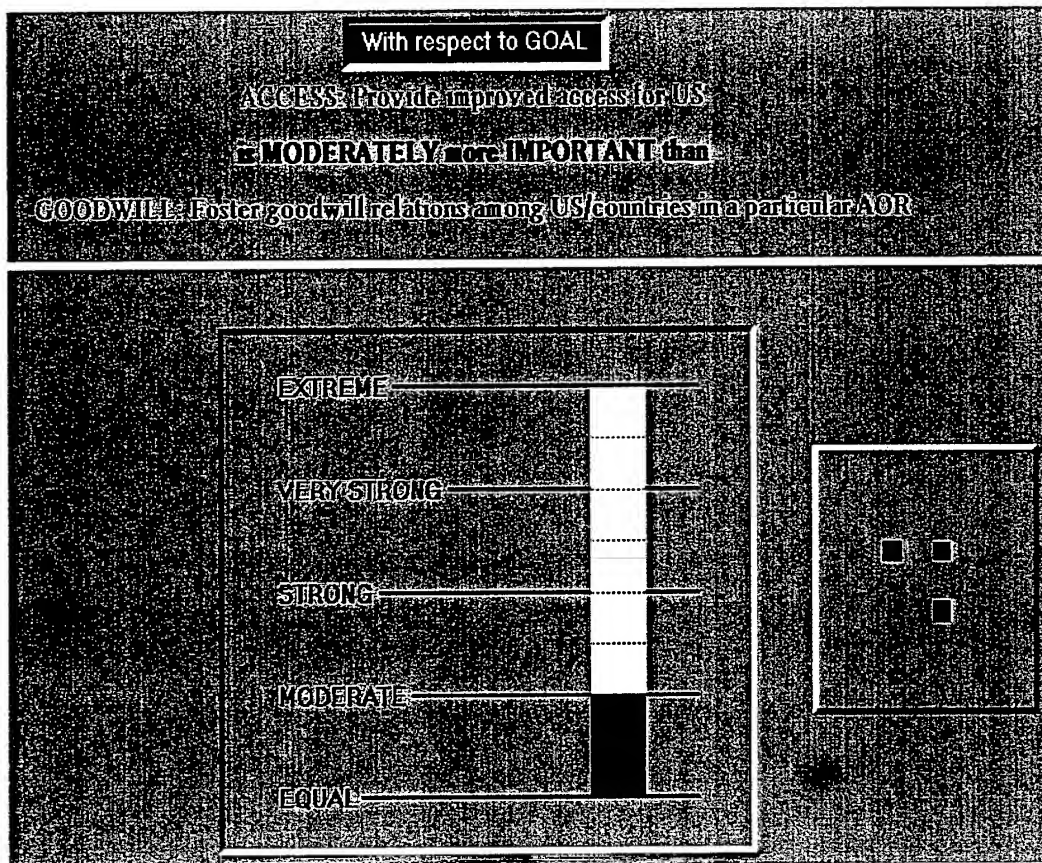 With respect to GOAL
ACCESS: Provide improved access for US
is MODERATELY more IMPORTANT than
GOODWILL: Foster goodwill relations among US/countries in a particular AOR
EXTREME
VERY STRONG
STRONG
MODERATE
EQUAL